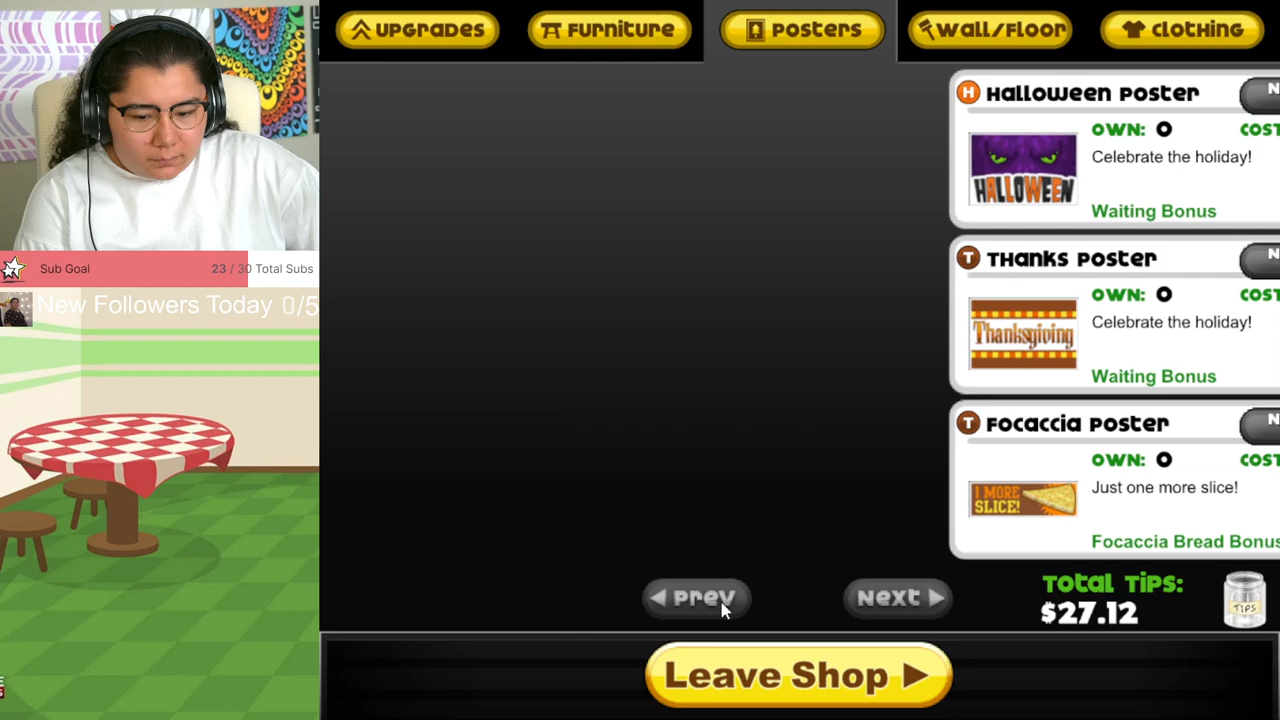 UPGRADES
FURNITURE
POSTERS
WALL/FLOOR
CLOTHING
H Halloween Poster
OWN: 0
COST
Celebrate the holiday!
HALLOWEEN
Waiting Bonus
T Thanks Poster
OWN: 0
COST
Celebrate the holiday!
Thanksgiving
Waiting Bonus
T Focaccia Poster
OWN: 0
COST
Just one more slice!
1 MORE
SLICE!
Focaccia Bread Bonus
Sub Goal
23 / 30 Total Subs
New Followers Today 0/5
Prev
Next
Total Tips:
$27.12
TIPS
Leave Shop